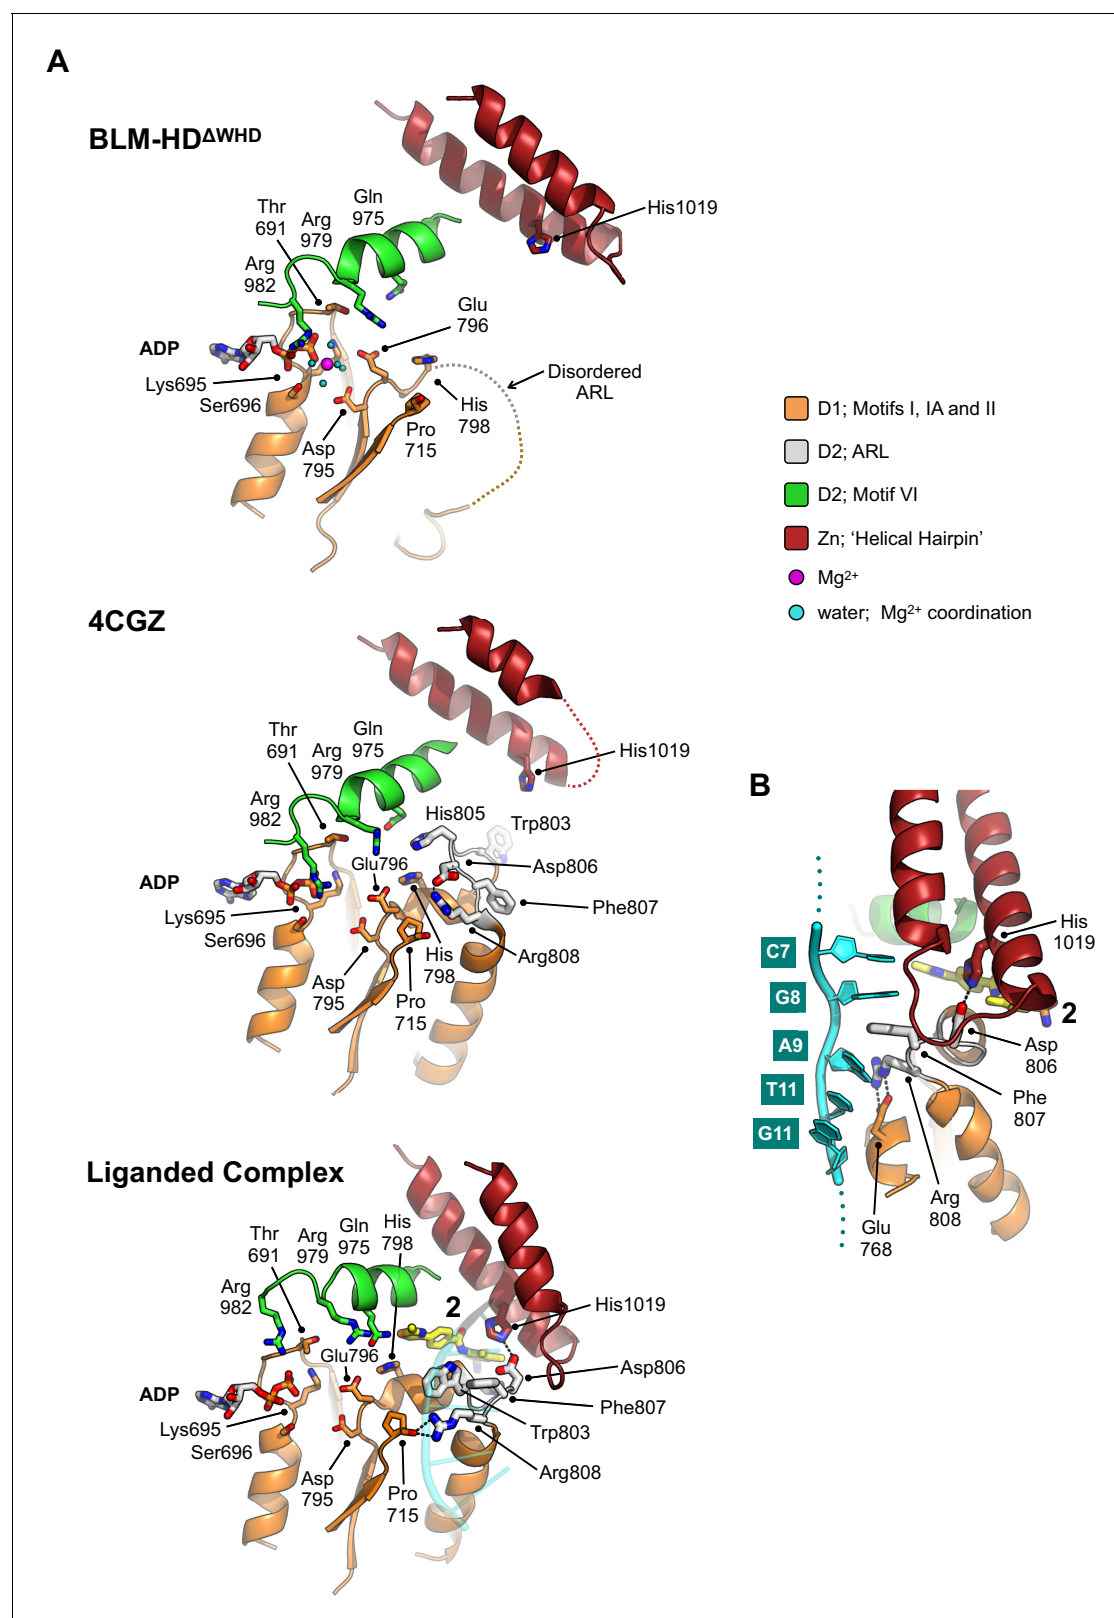 A
BLM-HDΔWHD
Gln
975
Thr
691
Arg
979
Arg
982
His1019
Glu
796
ADP
Lys695
Ser696
Disordered
ARL
His
798
Asp
795
Pro
715
D1; Motifs I, IA and II
D2; ARL
D2; Motif VI
Zn; ‘Helical Hairpin’
Mg2+
water; Mg2+ coordination
4CGZ
Thr
691
Gln
975
Arg
979
His1019
Arg
982
His805
Trp803
Glu796
Asp806
ADP
Phe807
Lys695
Ser696
Arg808
His
798
Asp
795
Pro
715
B
C7
G8
A9
T11
G11
His
1019
2
Asp
806
Phe
807
Arg
808
Glu
768
Liganded Complex
Thr
691
Arg
979
Gln
975
His
798
Arg
982
2
His1019
Glu796
Asp806
ADP
Phe807
Lys695
Trp803
Ser696
Arg808
Asp
795
Pro
715